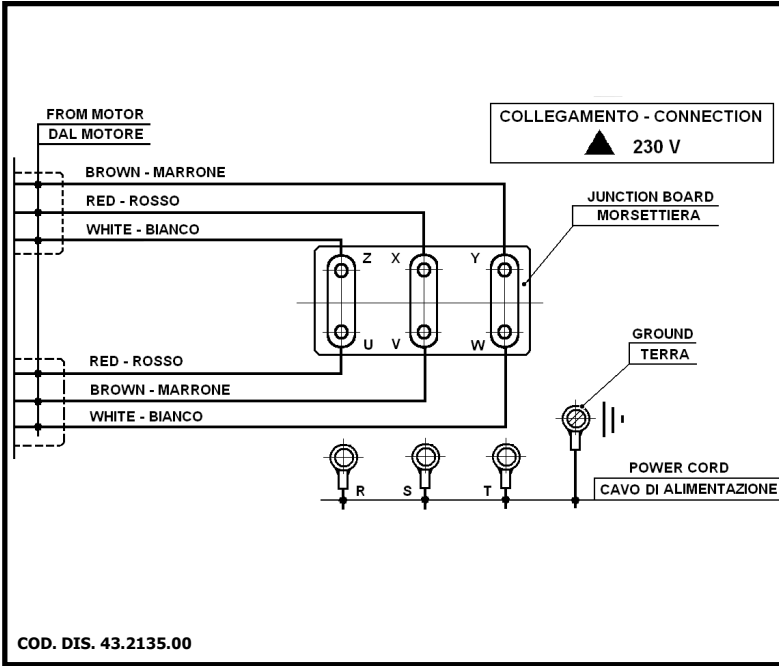 FROM MOTOR
DAL MOTORE
COLLEGAMENTO - CONNECTION
230 V
BROWN - MARRONE
RED - ROSSO
WHITE - BIANCO
JUNCTION BOARD
MORSETTIERA
Z X Y
U V W
RED - ROSSO
BROWN - MARRONE
WHITE - BIANCO
GROUND
TERRA
R S T
POWER CORD
CAVO DI ALIMENTAZIONE
COD. DIS. 43.2135.00